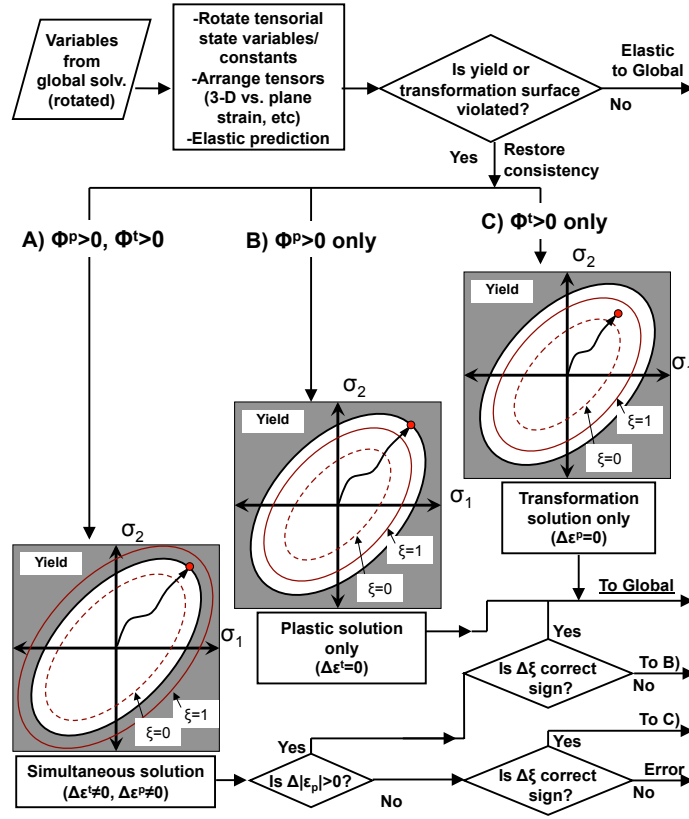 Variables
from
global solv.
(rotated)
-Rotate tensorial
state variables/
constants
-Arrange tensors
(3-D vs. plane
strain, etc)
-Elastic prediction
Is yield or
transformation surface
violated?
Elastic
to Global
No
Yes
Restore
consistency
A) Φᵖ>0, Φᵗ>0
B) Φᵖ>0 only
C) Φᵗ>0 only
σ₂
Yield
ξ=1
ξ=0
Transformation
solution only
(Δεᵖ=0)
σ₂
Yield
σ₁
ξ=1
ξ=0
Plastic solution
only
(Δεᵗ=0)
σ₂
Yield
σ₁
ξ=1
ξ=0
Simultaneous solution
(Δεᵗ≠0, Δεᵖ≠0)
To Global
Yes
Is Δξ correct
sign?
To B)
No
Yes
Is Δ|εₚ|>0?
No
To C)
Yes
Is Δξ correct
sign?
Error
No